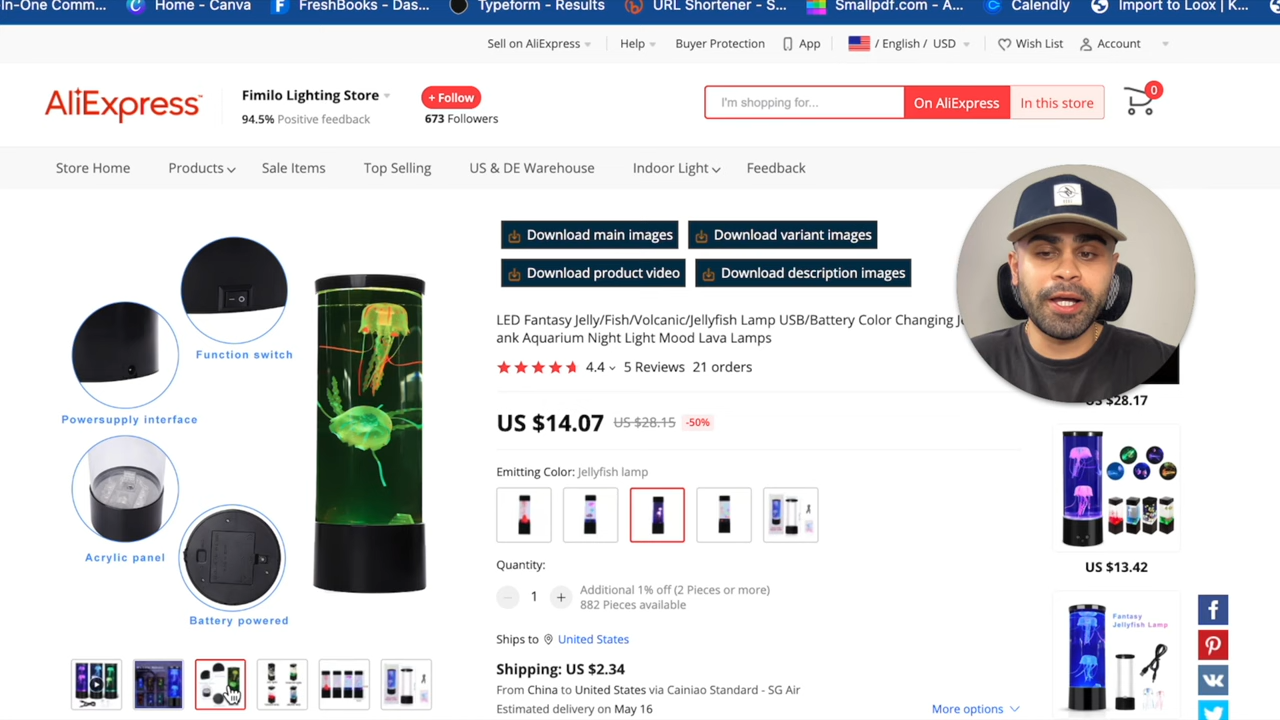 In-One Comm...
Home - Canva
FreshBooks - Das...
Typeform - Results
URL Shortener - S...
Smallpdf.com - A...
Calendly
Import to Loox | K...
Sell on AliExpress
Help
Buyer Protection
App
/ English / USD
Wish List
Account
AliExpress
Fimilo Lighting Store
94.5% Positive feedback
+ Follow
673 Followers
I'm shopping for...
On AliExpress
In this store
0
Store Home
Products
Sale Items
Top Selling
US & DE Warehouse
Indoor Light
Feedback
Function switch
Powersupply interface
Acrylic panel
Battery powered
Download main images
Download variant images
Download product video
Download description images
LED Fantasy Jelly/Fish/Volcanic/Jellyfish Lamp USB/Battery Color Changing
ank Aquarium Night Light Mood Lava Lamps
4.4
5 Reviews
21 orders
US $14.07
US $28.15
-50%
Emitting Color: Jellyfish lamp
Quantity:
1
Additional 1% off (2 Pieces or more)
882 Pieces available
Ships to United States
Shipping: US $2.34
From China to United States via Cainiao Standard - SG Air
Estimated delivery on May 16
More options
$28.17
US $13.42
Fantasy
Jellyfish Lamp